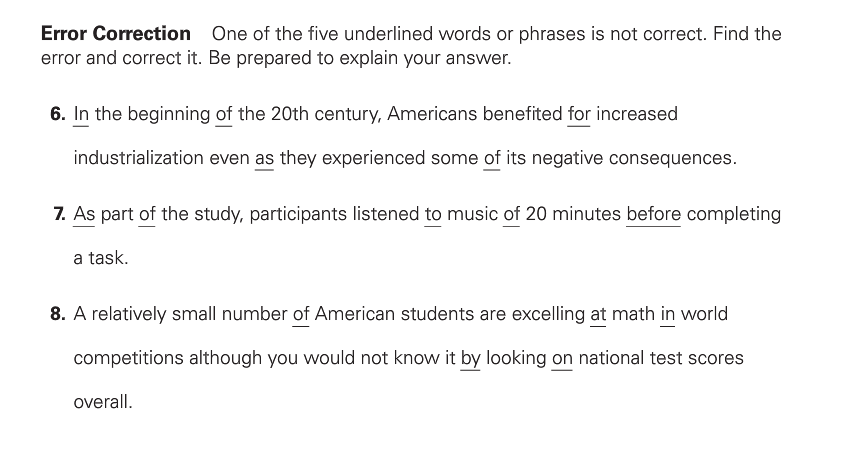 Error Correction One of the five underlined words or phrases is not correct. Find the
error and correct it. Be prepared to explain your answer.
6. In the beginning of the 20th century, Americans benefited for increased
industrialization even as they experienced some of its negative consequences.
7. As part of the study, participants listened to music of 20 minutes before completing
a task.
8. A relatively small number of American students are excelling at math in world
competitions although you would not know it by looking on national test scores
overall.